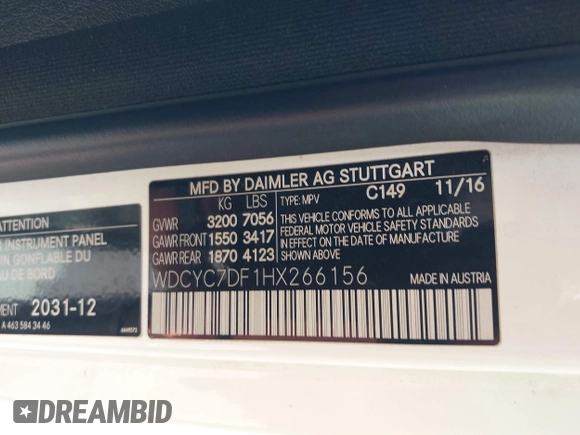 ATTENTION
INSTRUMENT PANEL
GONFLABLE DU
AU DE BORD
2031-12
A 463 584 34 46
MFD BY DAIMLER AG STUTTGART
KG LBS TYPE: MPV C149 11/16
GVWR 3200 7056
GAWR FRONT 1550 3417
GAWR REAR 1870 4123
THIS VEHICLE CONFORMS TO ALL APPLICABLE
FEDERAL MOTOR VEHICLE SAFETY STANDARDS
IN EFFECT ON THE DATE OF MANUFACTURE
SHOWN ABOVE
WDCYC7DF1HX266156
MADE IN AUSTRIA
DREAMBID